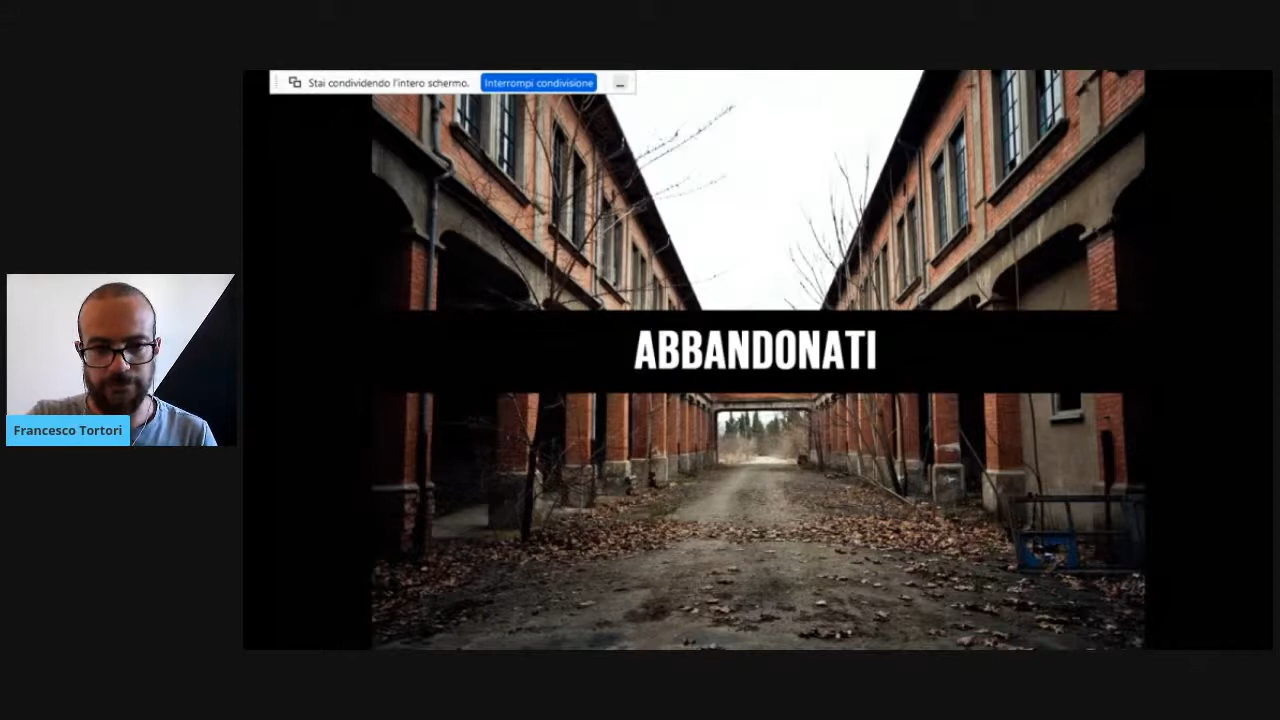 Stai condividendo l'intero schermo. Interrompi condivisione
ABBANDONATI
Francesco Tortori